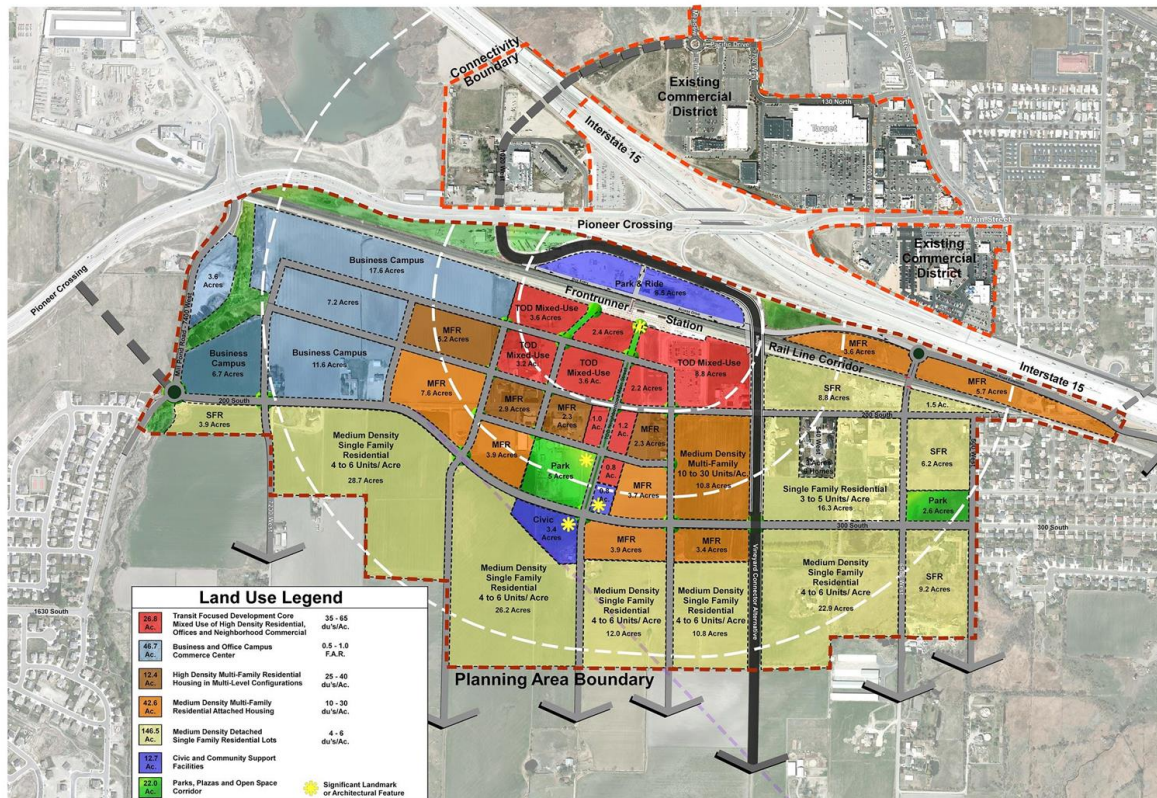 Connectivity
Boundary
Pacific Drive
Existing
Commercial
District
130 North
Target
Interstate 15
Main Street
Pioneer Crossing
Existing
Commercial
District
Pioneer Crossing
Business Campus
17.6 Acres
3.6
Acres
Park & Ride
Frontrunner
Station
7.2 Acres
TOD Mixed-Use
3.6 Acres
2.4 Acres
MFR
5.2 Acres
Rail Line Corridor
MFR
3.6 Acres
Interstate 15
MFR
5.7 Acres
Business
Campus
6.7 Acres
Business Campus
11.6 Acres
TOD
Mixed-Use
3.2 Ac.
TOD
Mixed-Use
3.6 Ac.
TOD Mixed-Use
8.8 Acres
2.2 Ac.
MFR
7.6 Acres
MFR
2.9 Acres
MFR
2.3
Acres
1.0
Ac.
1.2
Ac.
MFR
2.3 Acres
SFR
8.8 Acres
1.5 Ac.
200 South
200 South
SFR
3.9 Acres
Medium Density
Single Family
Residential
4 to 6 Units/ Acre
28.7 Acres
MFR
3.9 Acres
Park
5 Acres
0.8
Ac.
MFR
3.7 Acres
Medium Density
Multi-Family
10 to 30 Units/Ac.
10.8 Acres
Single Family Residential
3 to 5 Units/ Acre
16.3 Acres
SFR
6.2 Acres
Park
2.6 Acres
Civic
3.4
Acres
300 South
300 South
MFR
3.9 Acres
MFR
3.4 Acres
Vineyard Connector Alternative
Medium Density
Single Family
Residential
4 to 6 Units/ Acre
26.2 Acres
Medium Density
Single Family
Residential
4 to 6 Units/ Acre
12.0 Acres
Medium Density
Single Family
Residential
4 to 6 Units/ Acre
10.8 Acres
Medium Density
Single Family
Residential
4 to 6 Units/ Acre
22.9 Acres
SFR
9.2 Acres
1630 South
Planning Area Boundary
Land Use Legend
26.8 Ac. Transit Focused Development Core Mixed Use of High Density Residential, Offices and Neighborhood Commercial 35 - 65 du's/Ac.
46.7 Ac. Business and Office Campus Commerce Center 0.5 - 1.0 F.A.R.
12.4 Ac. High Density Multi-Family Residential Housing in Multi-Level Configurations 25 - 40 du's/Ac.
42.6 Ac. Medium Density Multi-Family Residential Attached Housing 10 - 30 du's/Ac.
146.5 Ac. Medium Density Detached Single Family Residential Lots 4 - 6 du's/Ac.
12.7 Ac. Civic and Community Support Facilities
22.0 Ac. Parks, Plazas and Open Space Corridor
Significant Landmark or Architectural Feature